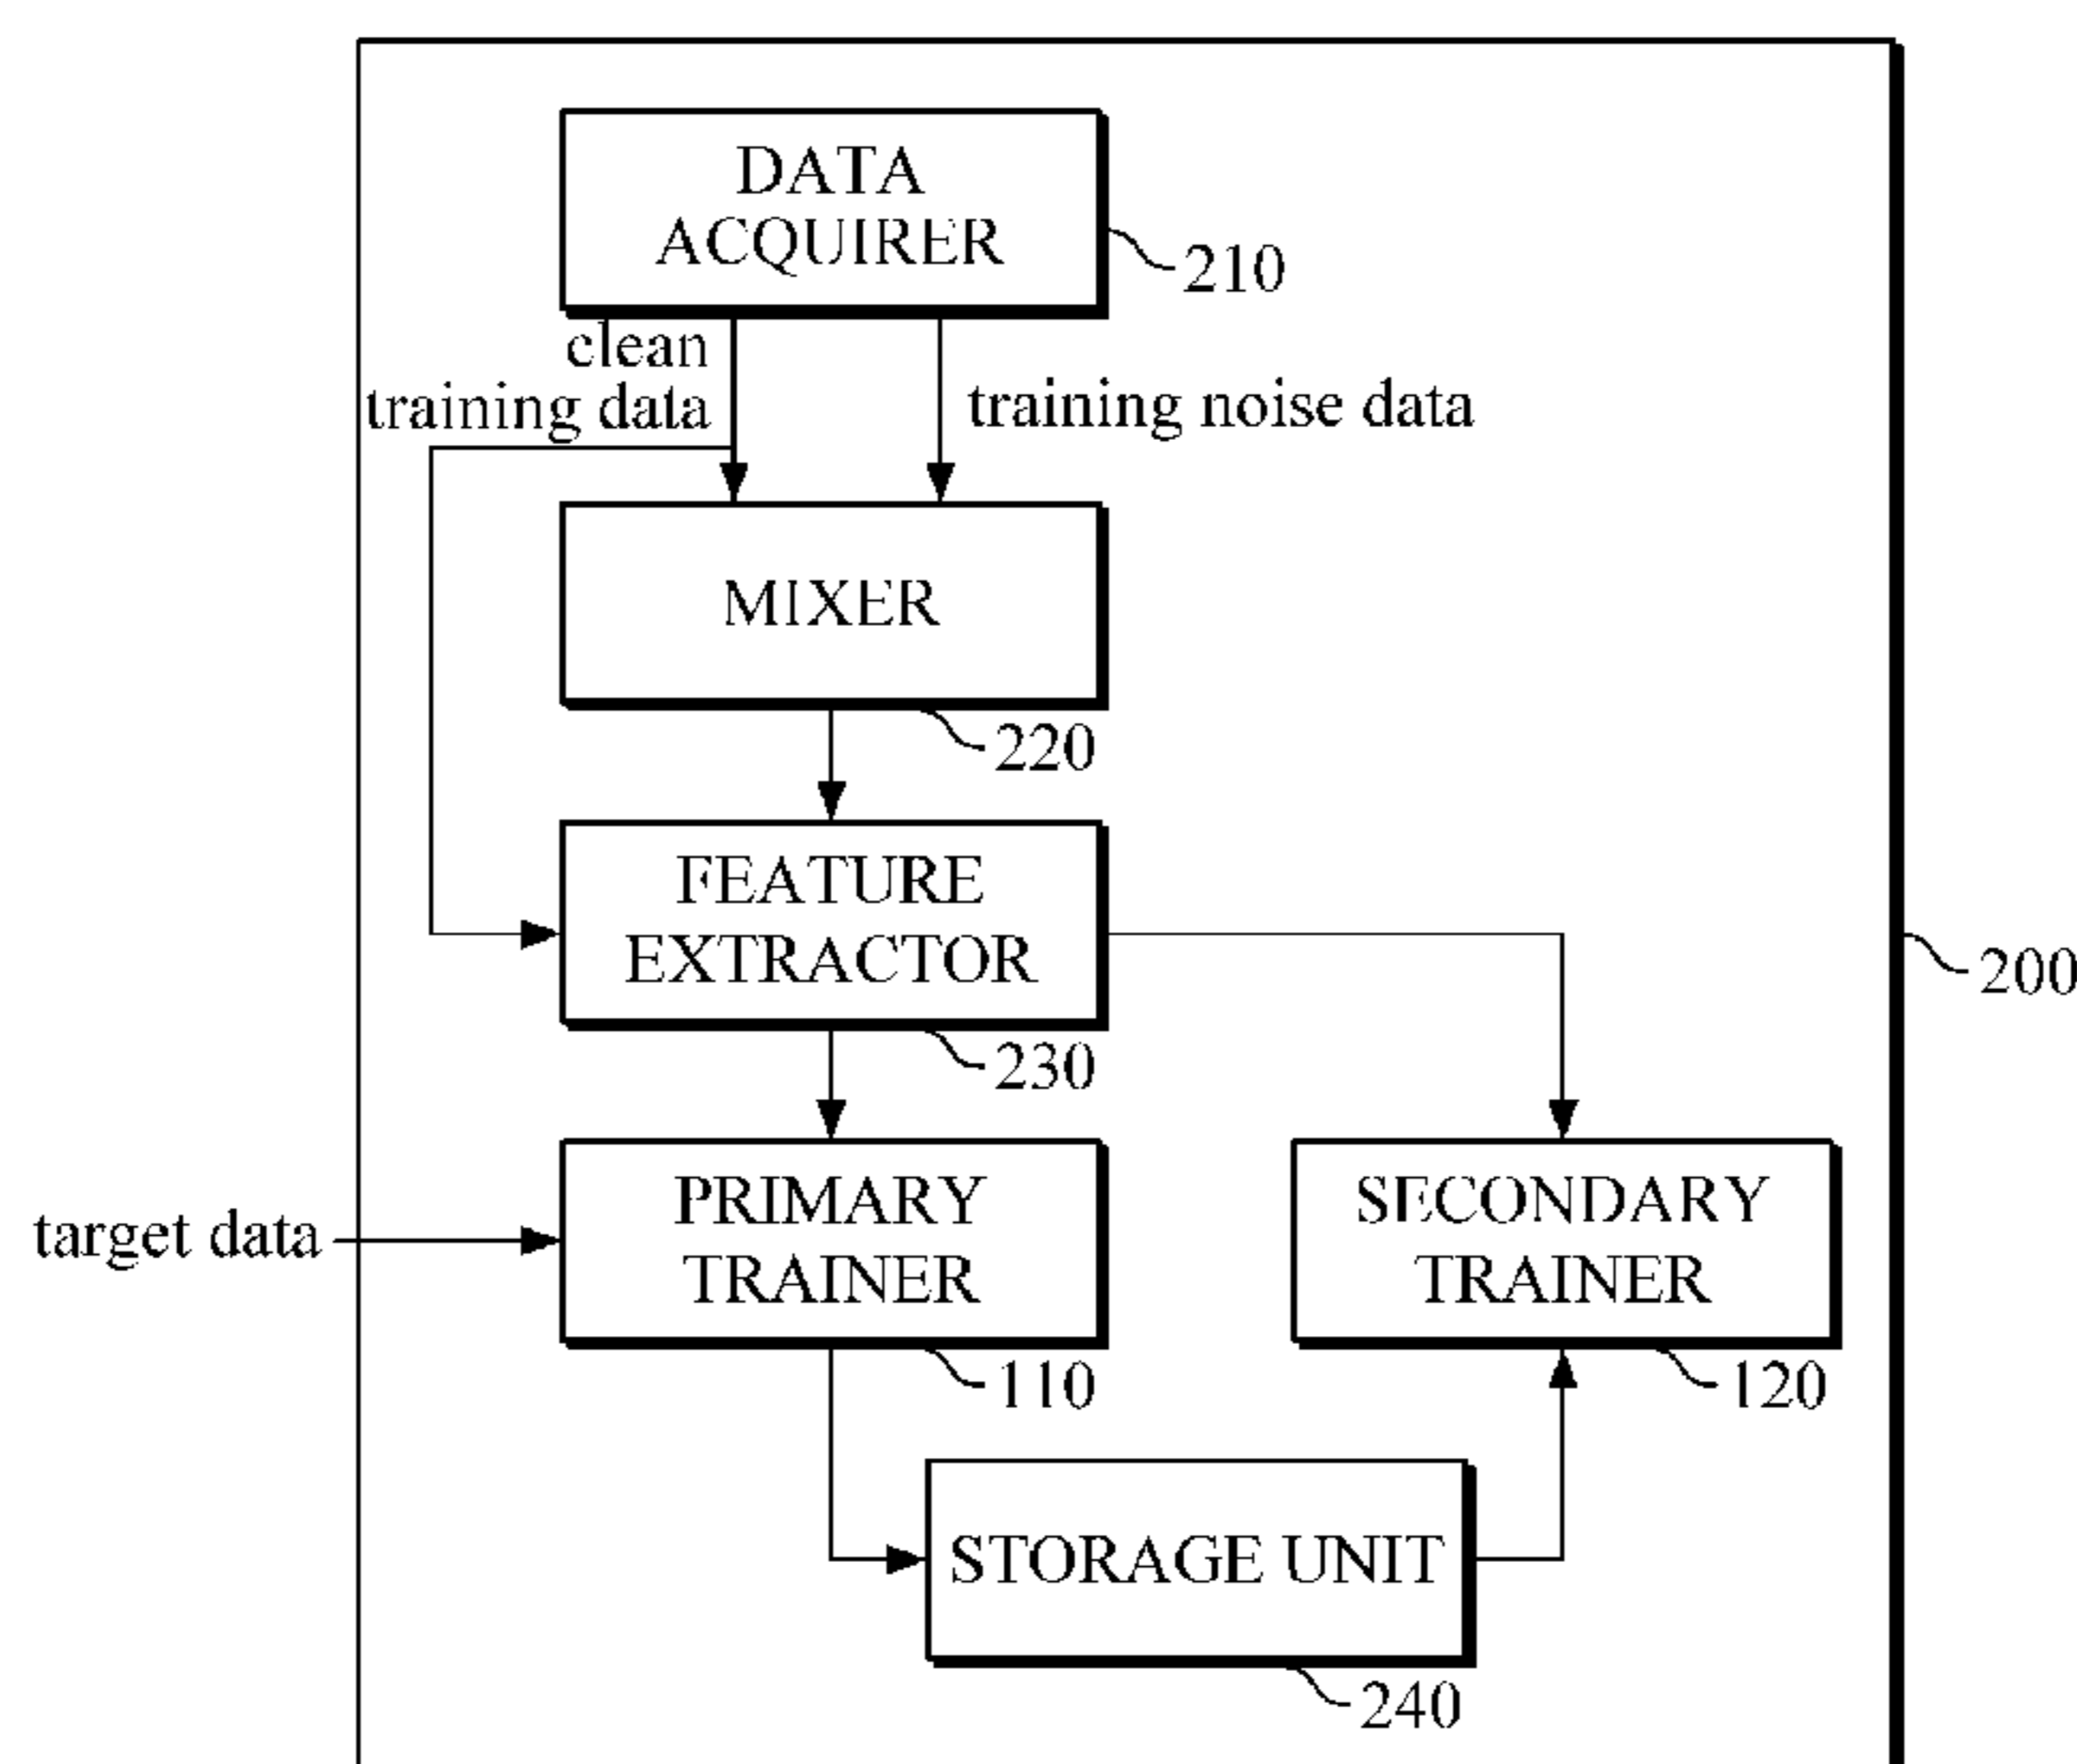 DATA
ACQUIRER
210
clean
training data
training noise data
MIXER
220
FEATURE
EXTRACTOR
230
200
target data
PRIMARY
TRAINER
110
SECONDARY
TRAINER
120
STORAGE UNIT
240